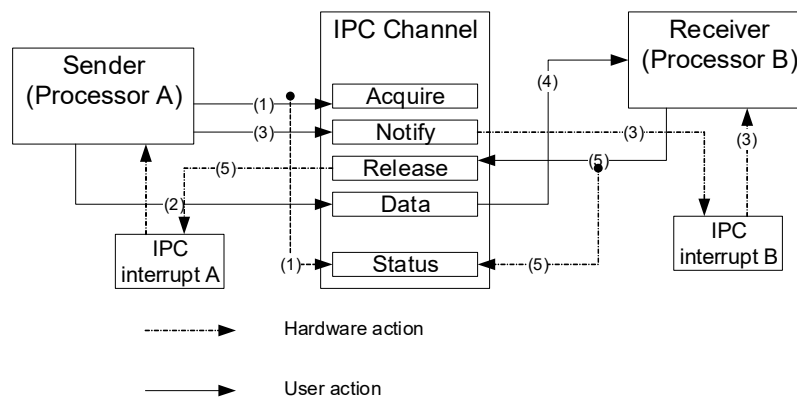 IPC Channel
Sender
(Processor A)
Receiver
(Processor B)
(1)
Acquire
(4)
(3)
Notify
(3)
(3)
(5)
Release
(5)
(2)
Data
IPC
interrupt A
IPC
interrupt B
(1)
Status
(5)
Hardware action
User action